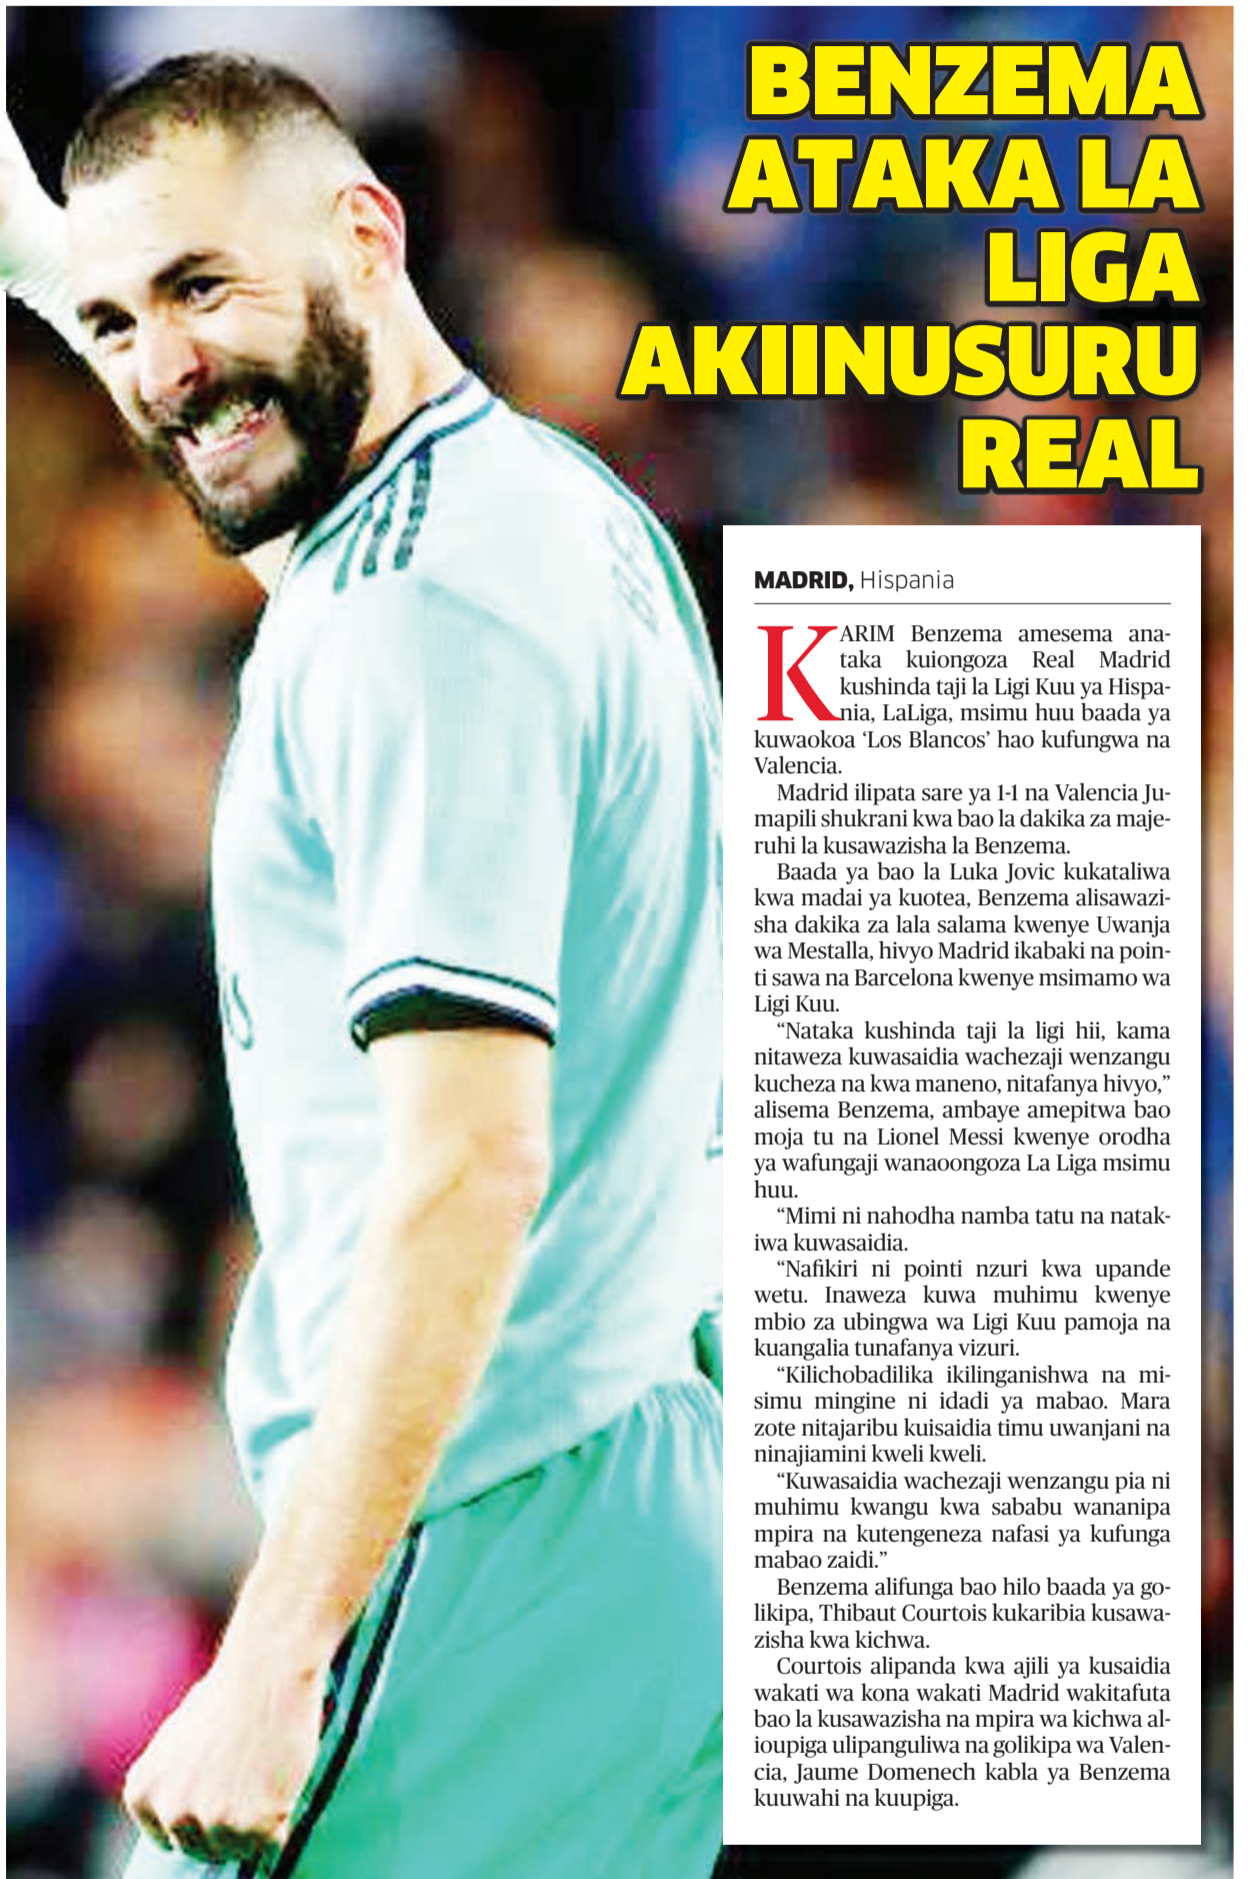 BENZEMA
ATAKA LA
LIGA
AKIINUSURU
REAL
MADRID, Hispania
KARIM Benzema amesema ana-
taka kuiongoza Real Madrid
kushinda taji la Ligi Kuu ya Hispa-
nia, LaLiga, msimu huu baada ya
kuwaokoa ‘Los Blancos’ hao kufungwa na
Valencia.
Madrid ilipata sare ya 1-1 na Valencia Ju-
mapili shukrani kwa bao la dakika za maje-
ruhi la kusawazisha la Benzema.
Baada ya bao la Luka Jovic kukataliwa
kwa madai ya kuotea, Benzema alisawazi-
sha dakika za lala salama kwenye Uwanja
wa Mestalla, hivyo Madrid ikabaki na poin-
ti sawa na Barcelona kwenye msimamo wa
Ligi Kuu.
“Nataka kushinda taji la ligi hii, kama
nitaweza kuwasaidia wachezaji wenzangu
kucheza na kwa maneno, nitafanya hivyo,”
alisema Benzema, ambaye amepitwa bao
moja tu na Lionel Messi kwenye orodha
ya wafungaji wanaoongoza La Liga msimu
huu.
“Mimi ni nahodha namba tatu na natak-
iwa kuwasaidia.
“Nafikiri ni pointi nzuri kwa upande
wetu. Inaweza kuwa muhimu kwenye
mbio za ubingwa wa Ligi Kuu pamoja na
kuangalia tunafanya vizuri.
“Kilichobadilika ikilinganishwa na mi-
simu mingine ni idadi ya mabao. Mara
zote nitajaribu kuisaidia timu uwanjani na
ninajiamini kweli kweli.
“Kuwasaidia wachezaji wenzangu pia ni
muhimu kwangu kwa sababu wananipa
mpira na kutengeneza nafasi ya kufunga
mabao zaidi.”
Benzema alifunga bao hilo baada ya go-
likipa, Thibaut Courtois kukaribia kusawa-
zisha kwa kichwa.
Courtois alipanda kwa ajili ya kusaidia
wakati wa kona wakati Madrid wakitafuta
bao la kusawazisha na mpira wa kichwa al-
ioupiga ulipanguliwa na golikipa wa Valen-
cia, Jaume Domenech kabla ya Benzema
kuuwahi na kuupiga.